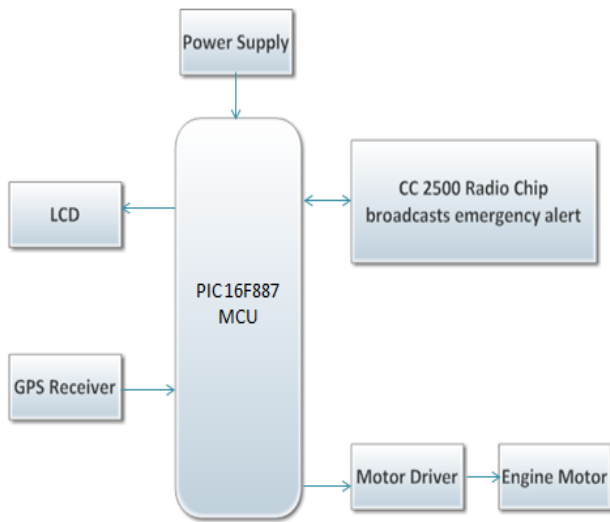 Power Supply
CC 2500 Radio Chip
broadcasts emergency alert
LCD
PIC16F887
MCU
GPS Receiver
Motor Driver
Engine Motor